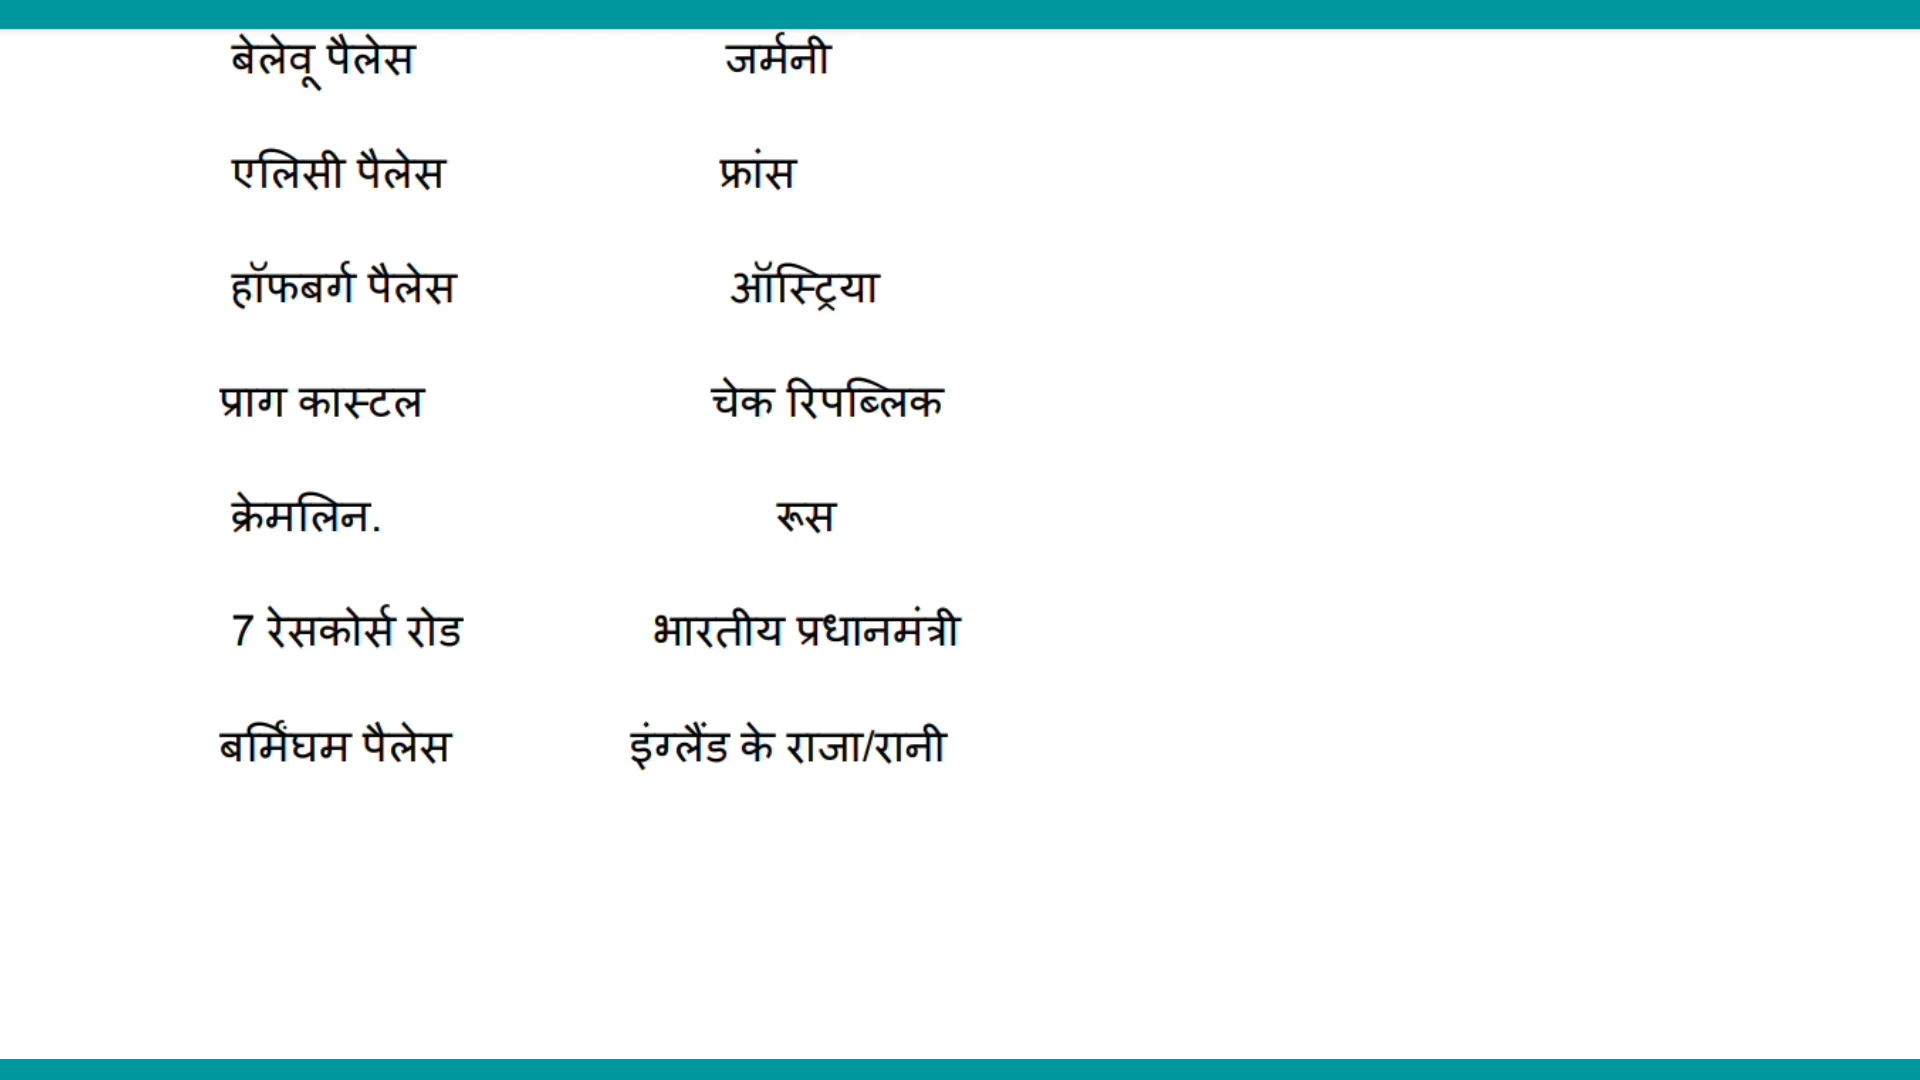 बेलेवू पैलेस जर्मनी
एलिसी पैलेस फ्रांस
हॉफबर्ग पैलेस ऑस्ट्रिया
प्राग कास्टल चेक रिपब्लिक
क्रेमलिन. रूस
7 रेसकोर्स रोड भारतीय प्रधानमंत्री
बर्मिंघम पैलेस इंग्लैंड के राजा/रानी